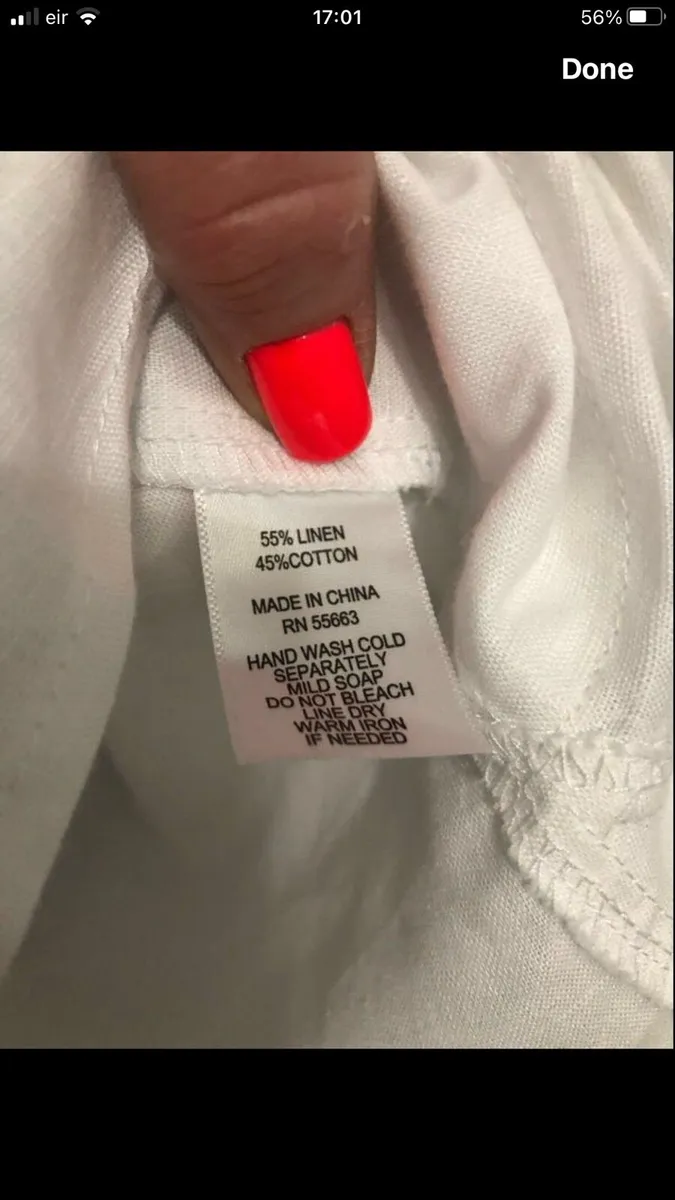 eir 17:01 56%
Done
55% LINEN
45%COTTON
MADE IN CHINA
RN 55663
HAND WASH COLD
SEPARATELY
MILD SOAP
DO NOT BLEACH
LINE DRY
WARM IRON
IF NEEDED